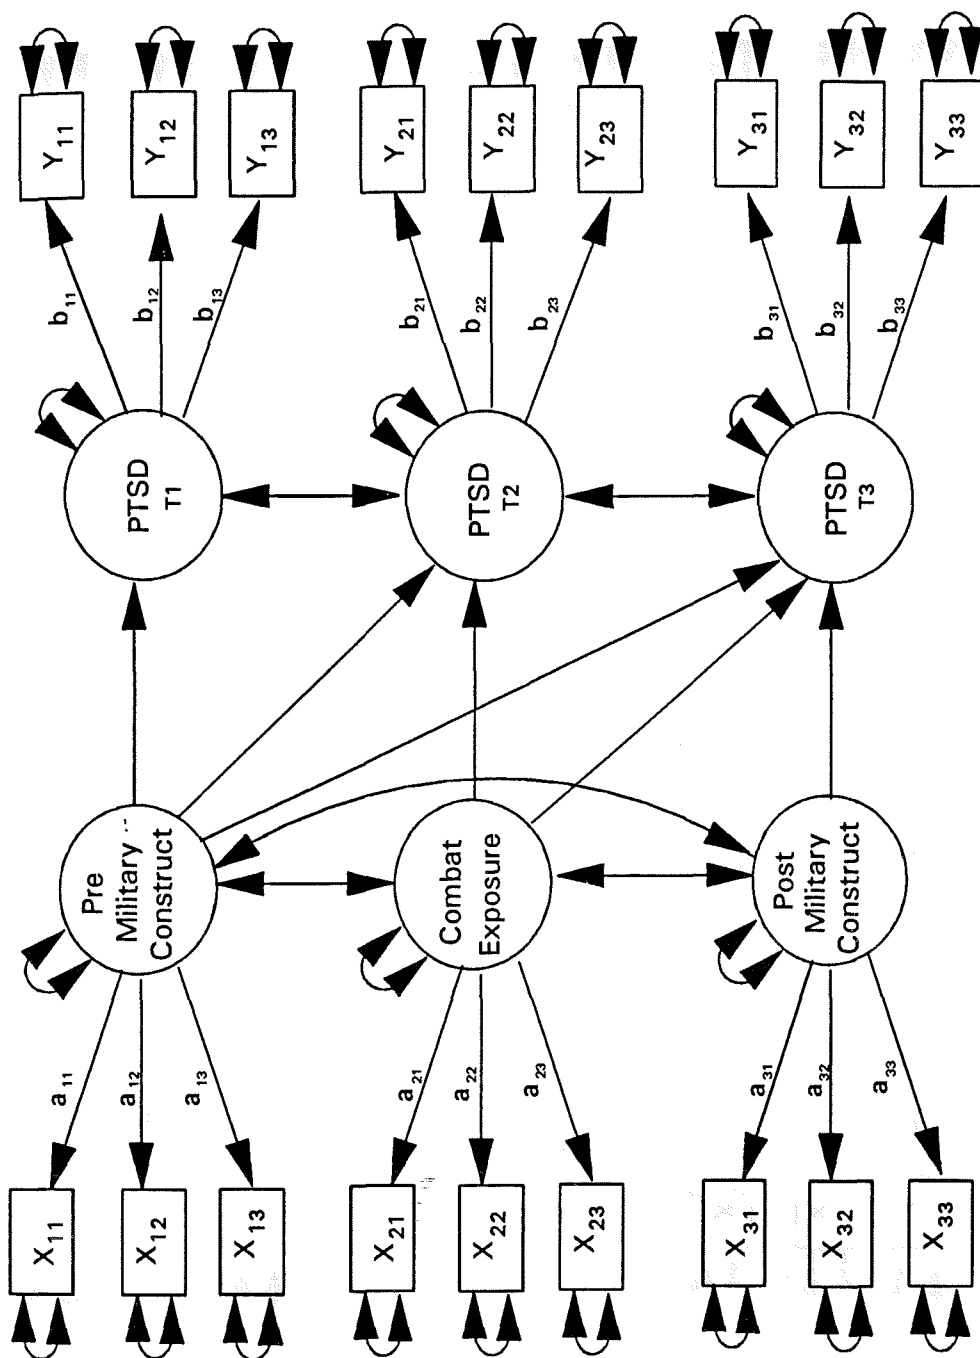 X11
a11
b11
Y11
X12
a12
Pre
Military
Construct
PTSD
T1
b12
Y12
X13
a13
b13
Y13
X21
a21
b21
Y21
X22
a22
Combat
Exposure
PTSD
T2
b22
Y22
X23
a23
b23
Y23
X31
a31
b31
Y31
X32
a32
Post
Military
Construct
PTSD
T3
b32
Y32
X33
a33
b33
Y33